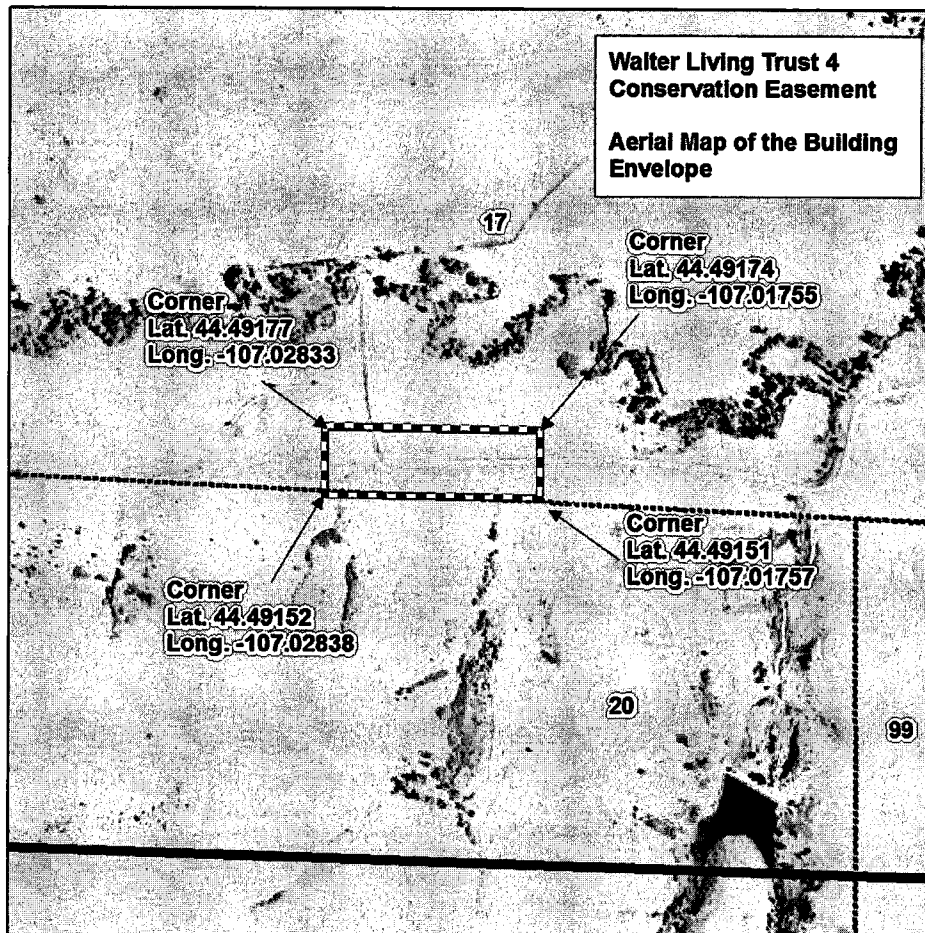 Walter Living Trust 4
Conservation Easement
Aerial Map of the Building
Envelope
17
Corner
Lat. 44.49174
Long. -107.01755
Corner
Lat. 44.49177
Long. -107.02833
Corner
Lat. 44.49151
Long. -107.01757
Corner
Lat. 44.49152
Long. -107.02838
20
99